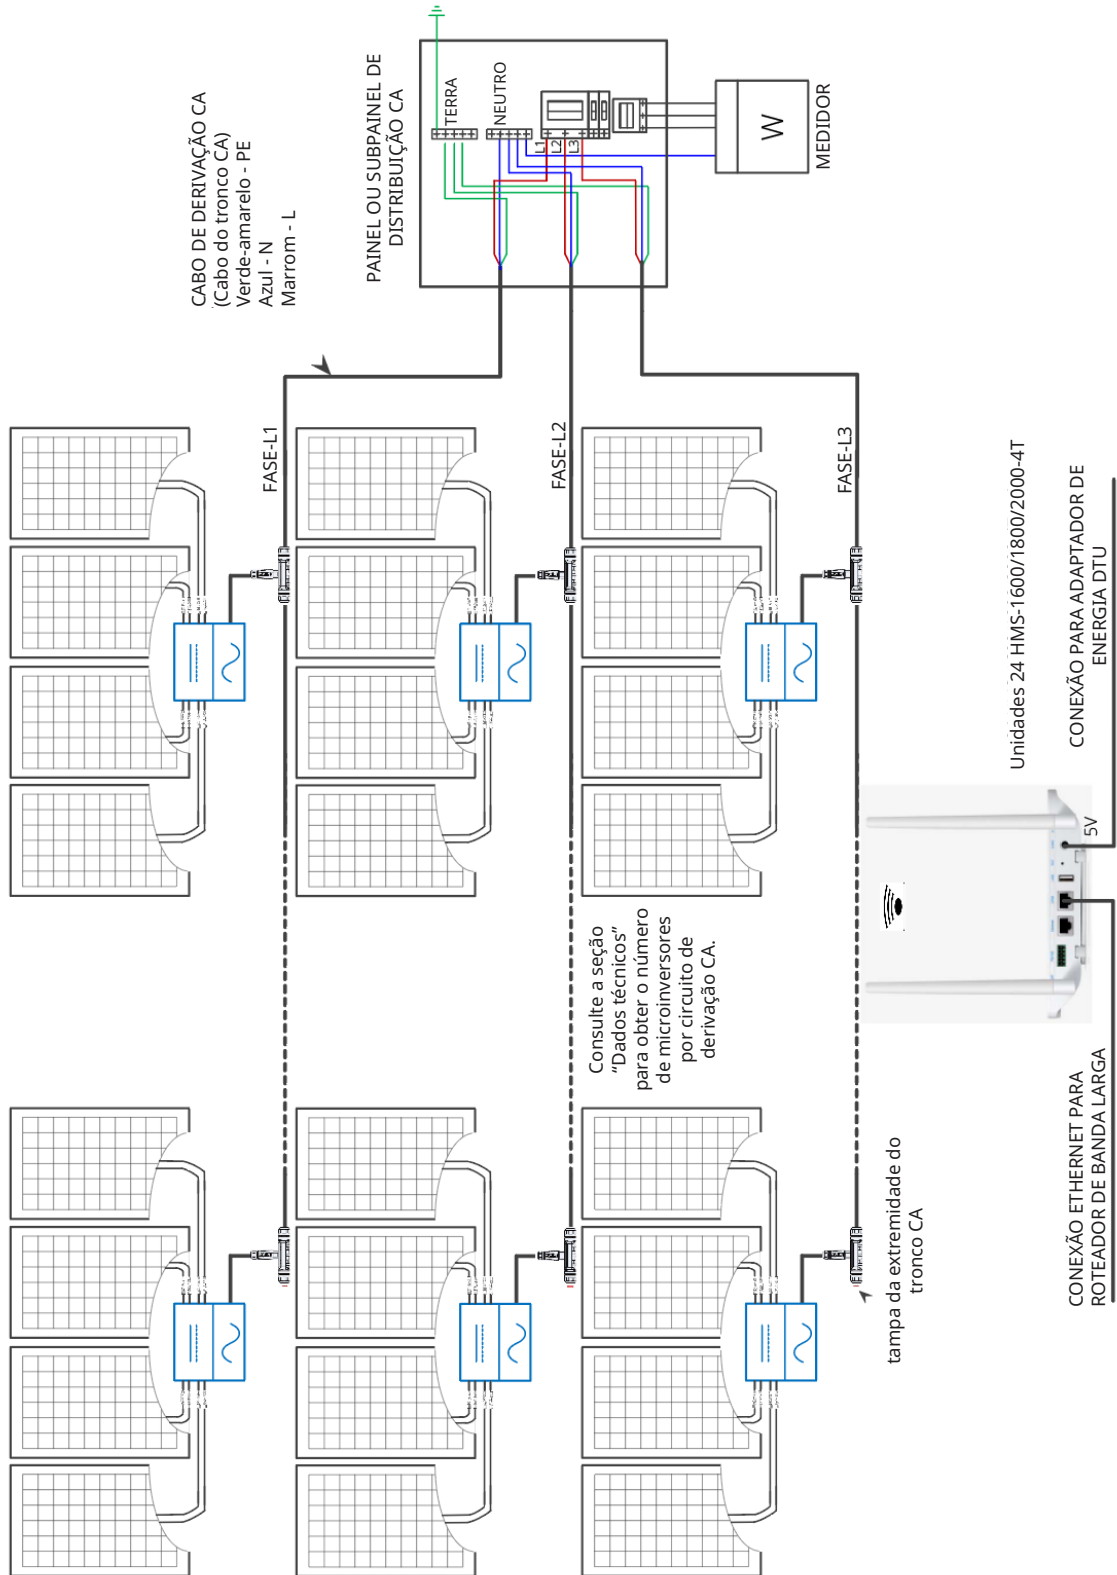 CABO DE DERIVAÇÃO CA
(Cabo do tronco CA)
Verde-amarelo - PE
Azul - N
Marrom - L
PAINEL OU SUBPAINEL DE
DISTRIBUIÇÃO CA
TERRA
NEUTRO
L1
L2
L3
W
MEDIDOR
FASE-L1
FASE-L2
FASE-L3
Consulte a seção
“Dados técnicos”
para obter o número
de microinversores
por circuito de
derivação CA.
tampa da extremidade do
tronco CA
Unidades 24 HMS-1600/1800/2000-4T
CONEXÃO PARA ADAPTADOR DE
ENERGIA DTU
5V
CONEXÃO ETHERNET PARA
ROTEADOR DE BANDA LARGA